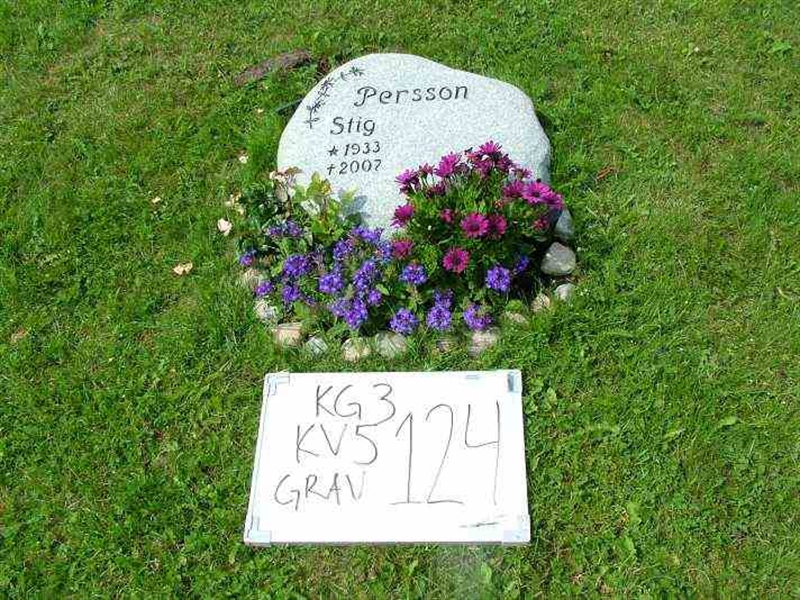 Persson
Stig
* 1933
† 2007
KG3
KV5
GRAV 124